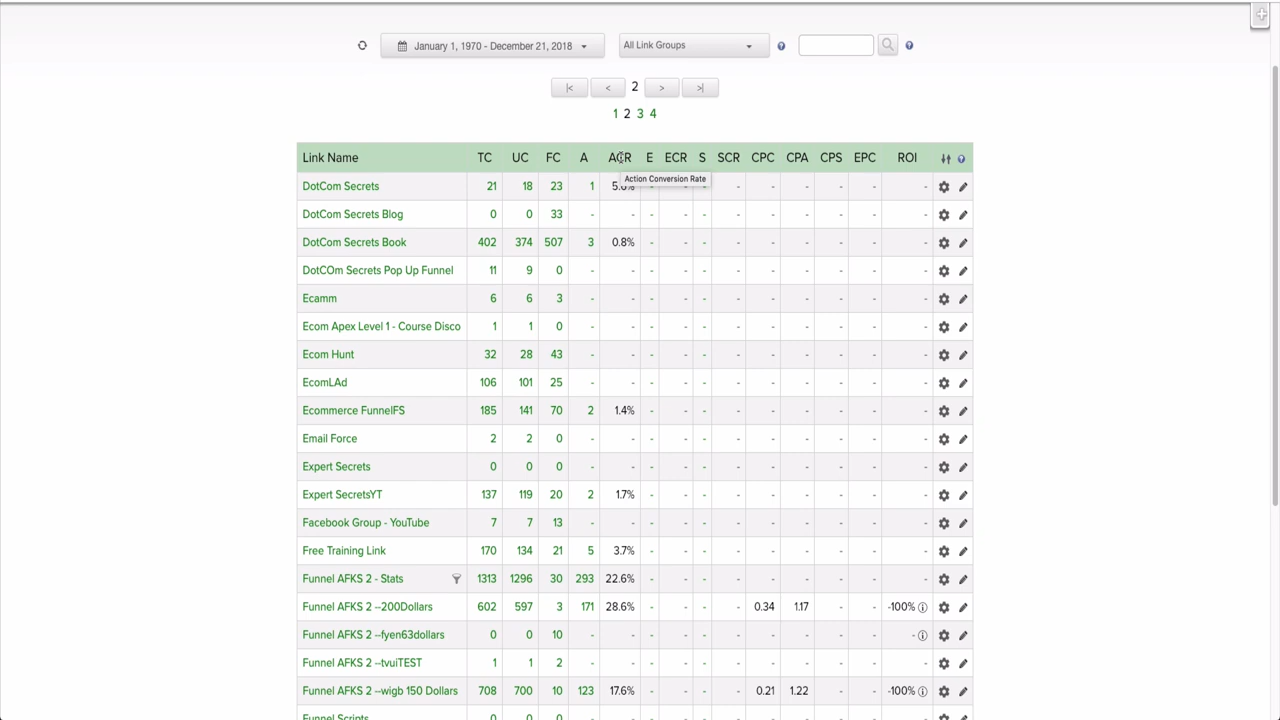 January 1, 1970 - December 21, 2018 All Link Groups
|< < 2 > >|
1 2 3 4
Link Name TC UC FC A ACR E ECR S SCR CPC CPA CPS EPC ROI
Action Conversion Rate
DotCom Secrets 21 18 23 1 - - - - - - - - -
DotCom Secrets Blog 0 0 33 - - - - - - - - - - -
DotCom Secrets Book 402 374 507 3 0.8% - - - - - - - - -
DotCOm Secrets Pop Up Funnel 11 9 0 - - - - - - - - - - -
Ecamm 6 6 3 - - - - - - - - - - -
Ecom Apex Level 1 - Course Disco 1 1 0 - - - - - - - - - - -
Ecom Hunt 32 28 43 - - - - - - - - - - -
EcomLAd 106 101 25 - - - - - - - - - - -
Ecommerce FunnelFS 185 141 70 2 1.4% - - - - - - - - -
Email Force 2 2 0 - - - - - - - - - - -
Expert Secrets 0 0 0 - - - - - - - - - - -
Expert SecretsYT 137 119 20 2 1.7% - - - - - - - - -
Facebook Group - YouTube 7 7 13 - - - - - - - - - - -
Free Training Link 170 134 21 5 3.7% - - - - - - - - -
Funnel AFKS 2 - Stats 1313 1296 30 293 22.6% - - - - - - - - -
Funnel AFKS 2 --200Dollars 602 597 3 171 28.6% - - - - 0.34 1.17 - - -100%
Funnel AFKS 2 --fyen63dollars 0 0 10 - - - - - - - - - - -
Funnel AFKS 2 --tvuiTEST 1 1 2 - - - - - - - - - - -
Funnel AFKS 2 --wigb 150 Dollars 708 700 10 123 17.6% - - - - 0.21 1.22 - - -100%
Funnel Scripts 0 0 0